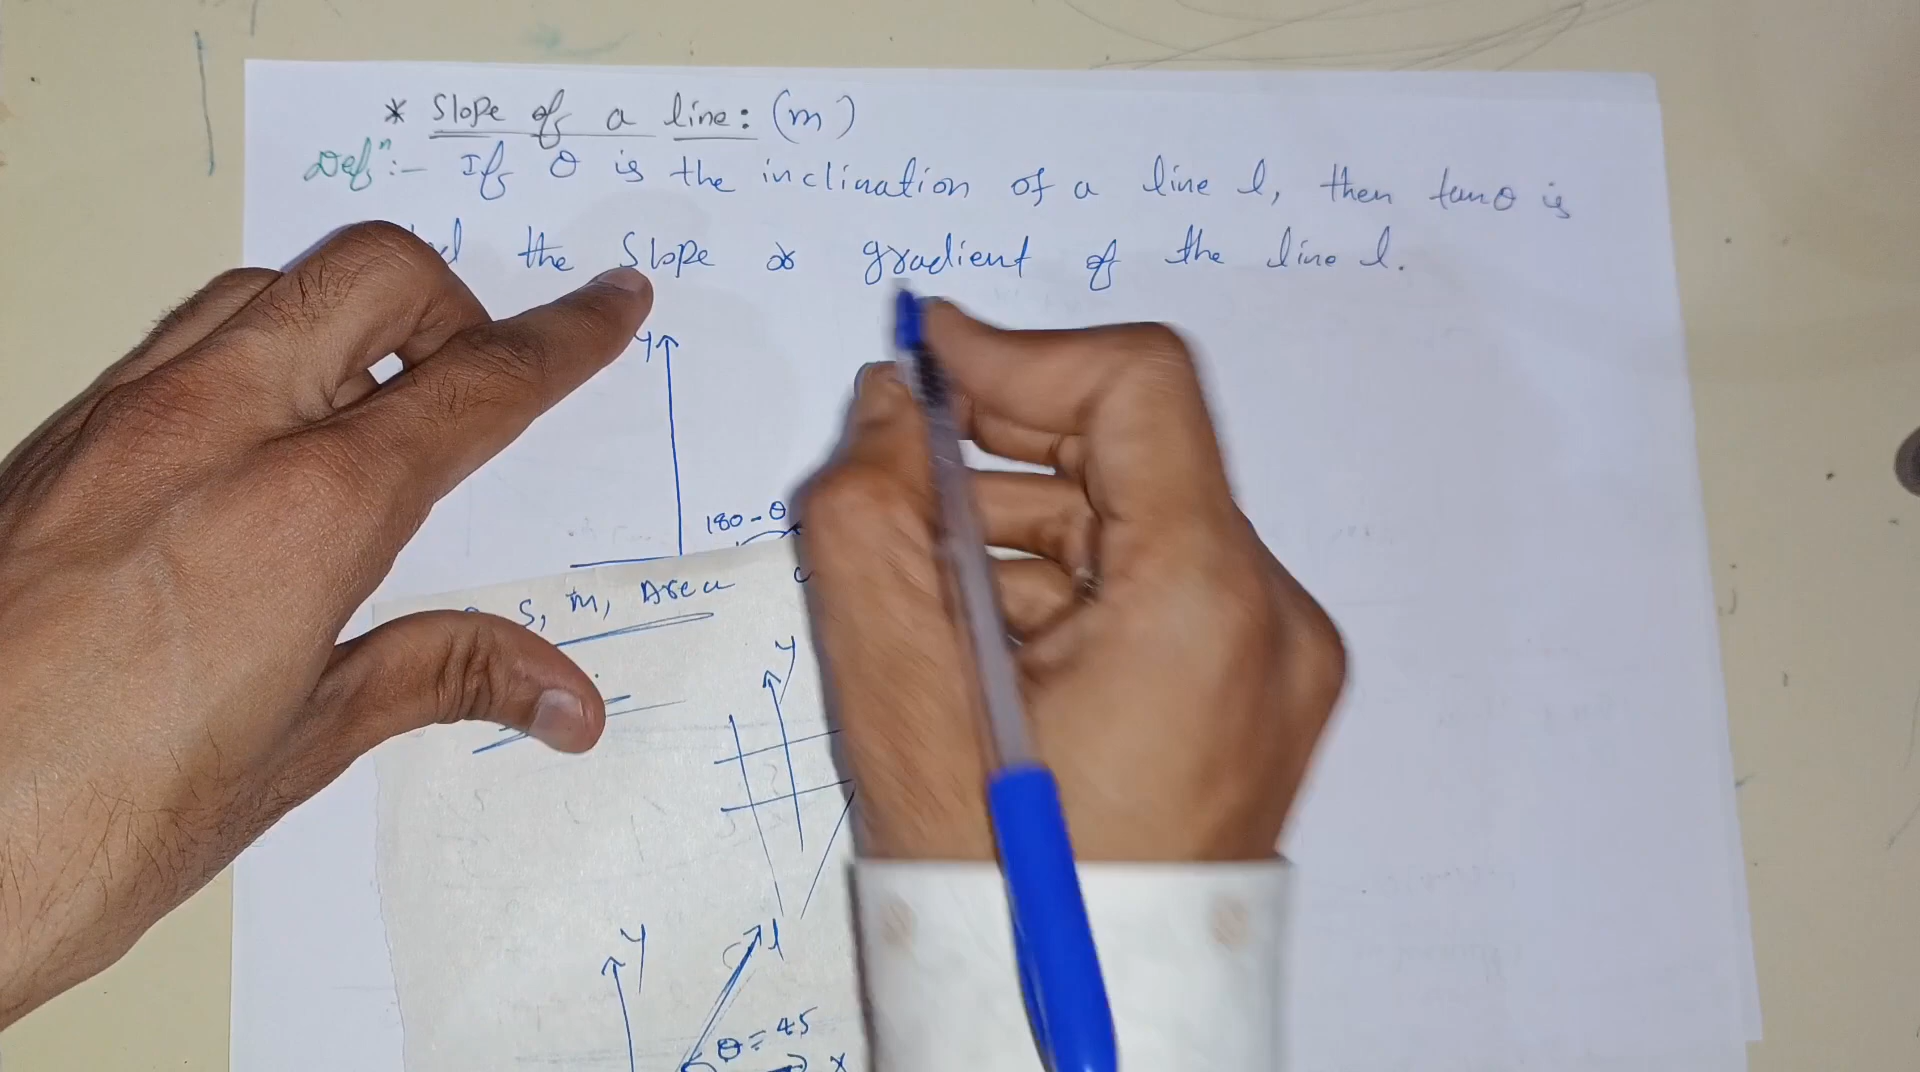 * Slope of a line: (m)
Defⁿ:- If θ is the inclination of a line l, then tanθ is
the Slope or gradient of the line l.
y
180-θ
S, m, Area
y
y
l
θ = 45
x